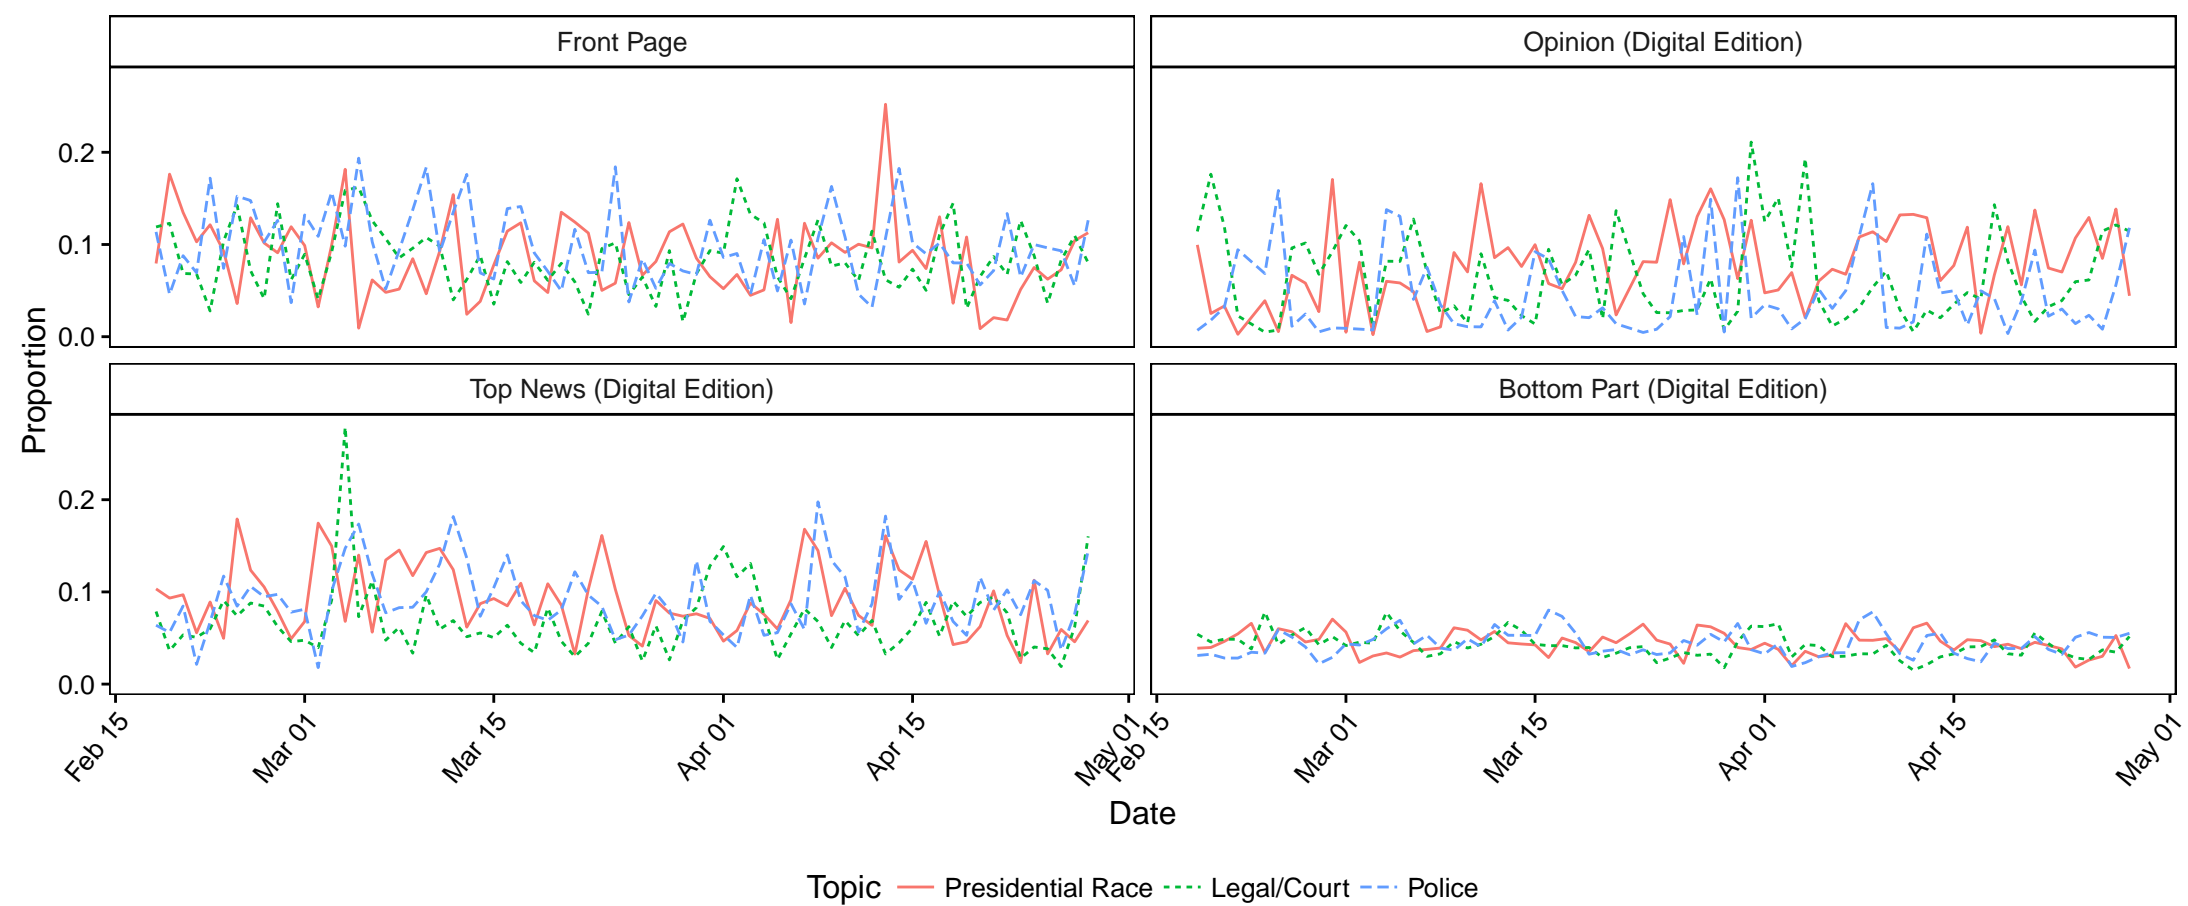 Front Page
Opinion (Digital Edition)
0.2
0.1
0.0
Top News (Digital Edition)
Bottom Part (Digital Edition)
0.2
0.1
0.0
Proportion
Feb 15
Mar 01
Mar 15
Apr 01
Apr 15
May 01
Feb 15
Mar 01
Mar 15
Apr 01
Apr 15
May 01
Date
Topic Presidential Race Legal/Court Police